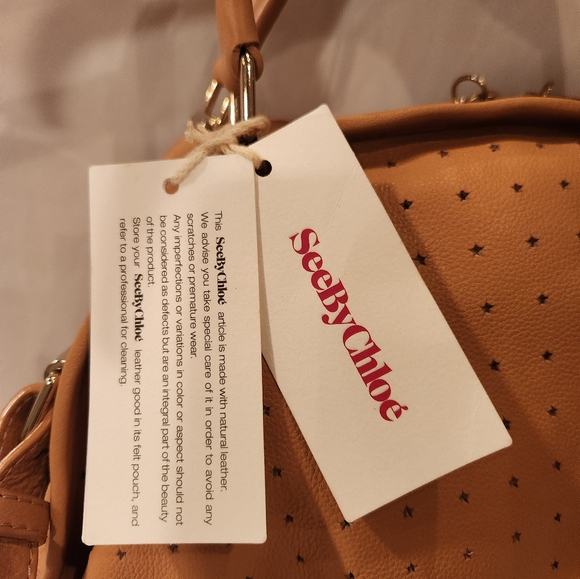 This SeeByChloé article is made with natural leather.
We advise you take special care of it in order to avoid any
scratches or premature wear.
Any imperfections or variations in color or aspect should not
be considered as defects but are an integral part of the beauty
of the product.
Store your SeeByChloé leather good in its felt pouch, and
refer to a professional for cleaning.
SeeByChloé